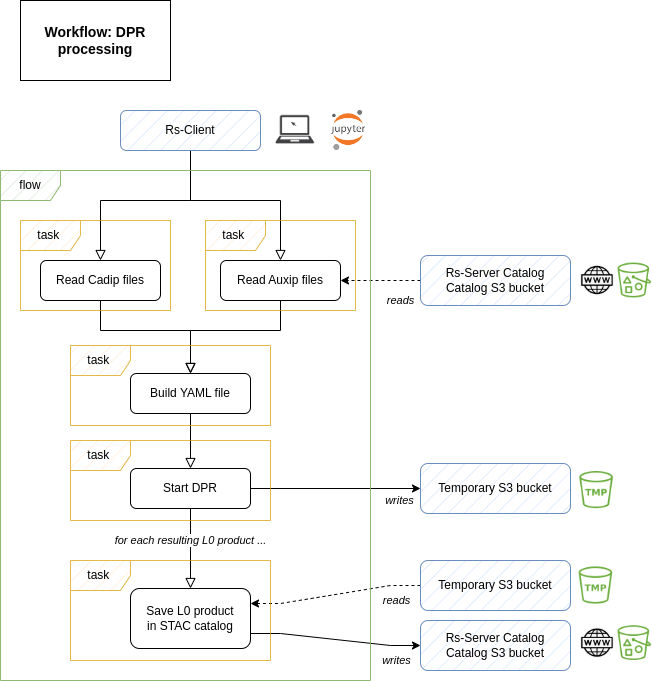 Workflow: DPR
processing
Rs-Client
jupyter
flow
task
task
Read Cadip files
Read Auxip files
Rs-Server Catalog
Catalog S3 bucket
WWW
reads
task
Build YAML file
task
Start DPR
Temporary S3 bucket
TMP
writes
for each resulting L0 product ...
task
Temporary S3 bucket
TMP
reads
Save L0 product
in STAC catalog
Rs-Server Catalog
Catalog S3 bucket
WWW
writes